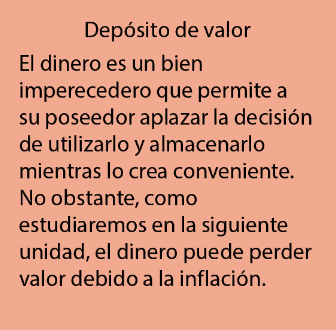 Depósito de valor
El dinero es un bien
imperecedero que permite a
su poseedor aplazar la decisión
de utilizarlo y almacenarlo
mientras lo crea conveniente.
No obstante, como
estudiaremos en la siguiente
unidad, el dinero puede perder
valor debido a la inflación.